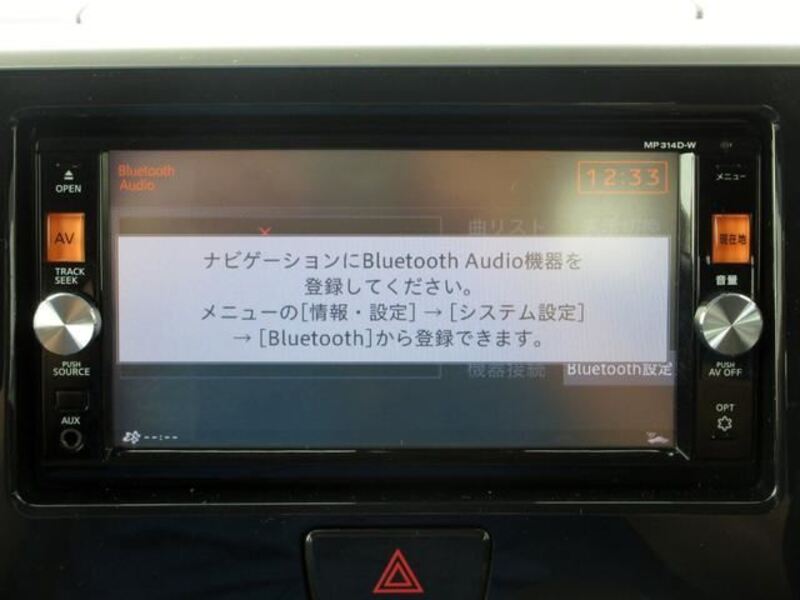 MP314D-W
OPEN
AV
TRACK
SEEK
PUSH
SOURCE
AUX
Bluetooth
Audio
12:33
曲リスト
ナビゲーションにBluetooth Audio機器を
登録してください。
メニューの[情報・設定] → [システム設定]
→ [Bluetooth]から登録できます。
機器接続
Bluetooth設定
--:--
メニュー
現在地
音量
PUSH
AV OFF
OPT